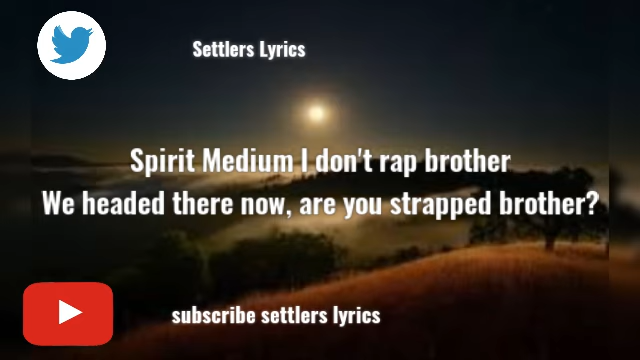 Settlers Lyrics
Spirit Medium I don't rap brother
We headed there now, are you strapped brother?
subscribe settlers lyrics